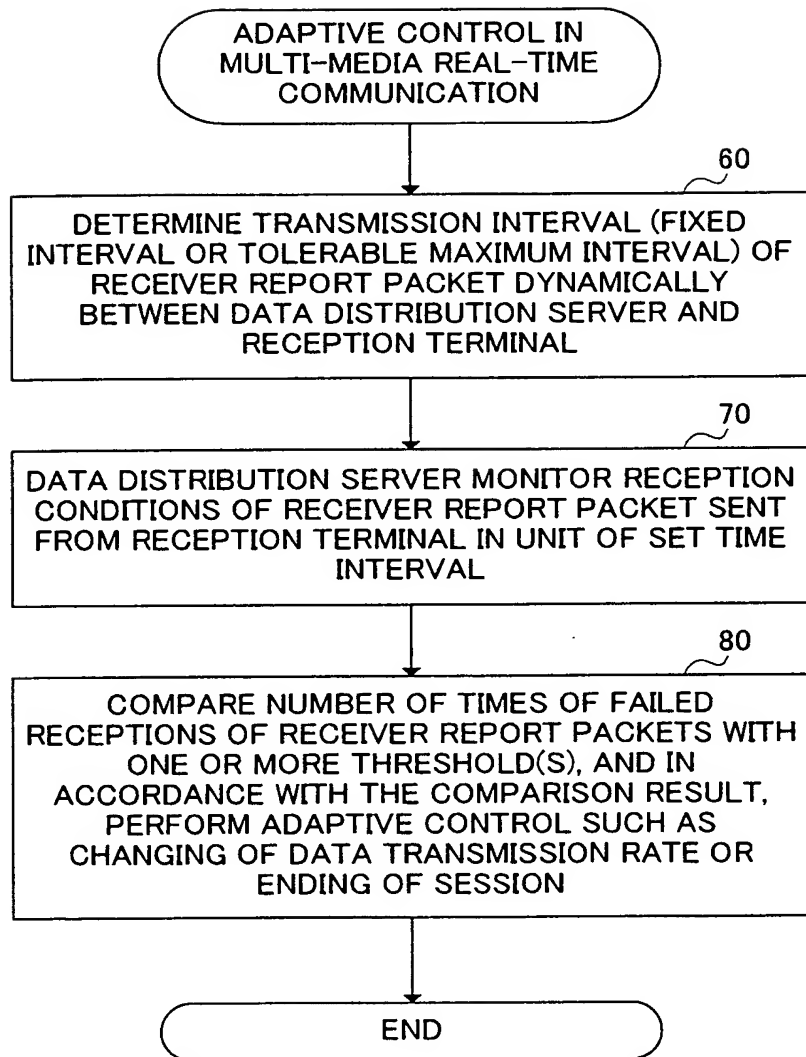 ADAPTIVE CONTROL IN
MULTI-MEDIA REAL-TIME
COMMUNICATION
60
DETERMINE TRANSMISSION INTERVAL (FIXED
INTERVAL OR TOLERABLE MAXIMUM INTERVAL) OF
RECEIVER REPORT PACKET DYNAMICALLY
BETWEEN DATA DISTRIBUTION SERVER AND
RECEPTION TERMINAL
70
DATA DISTRIBUTION SERVER MONITOR RECEPTION
CONDITIONS OF RECEIVER REPORT PACKET SENT
FROM RECEPTION TERMINAL IN UNIT OF SET TIME
INTERVAL
80
COMPARE NUMBER OF TIMES OF FAILED
RECEPTIONS OF RECEIVER REPORT PACKETS WITH
ONE OR MORE THRESHOLD(S), AND IN
ACCORDANCE WITH THE COMPARISON RESULT,
PERFORM ADAPTIVE CONTROL SUCH AS
CHANGING OF DATA TRANSMISSION RATE OR
ENDING OF SESSION
END